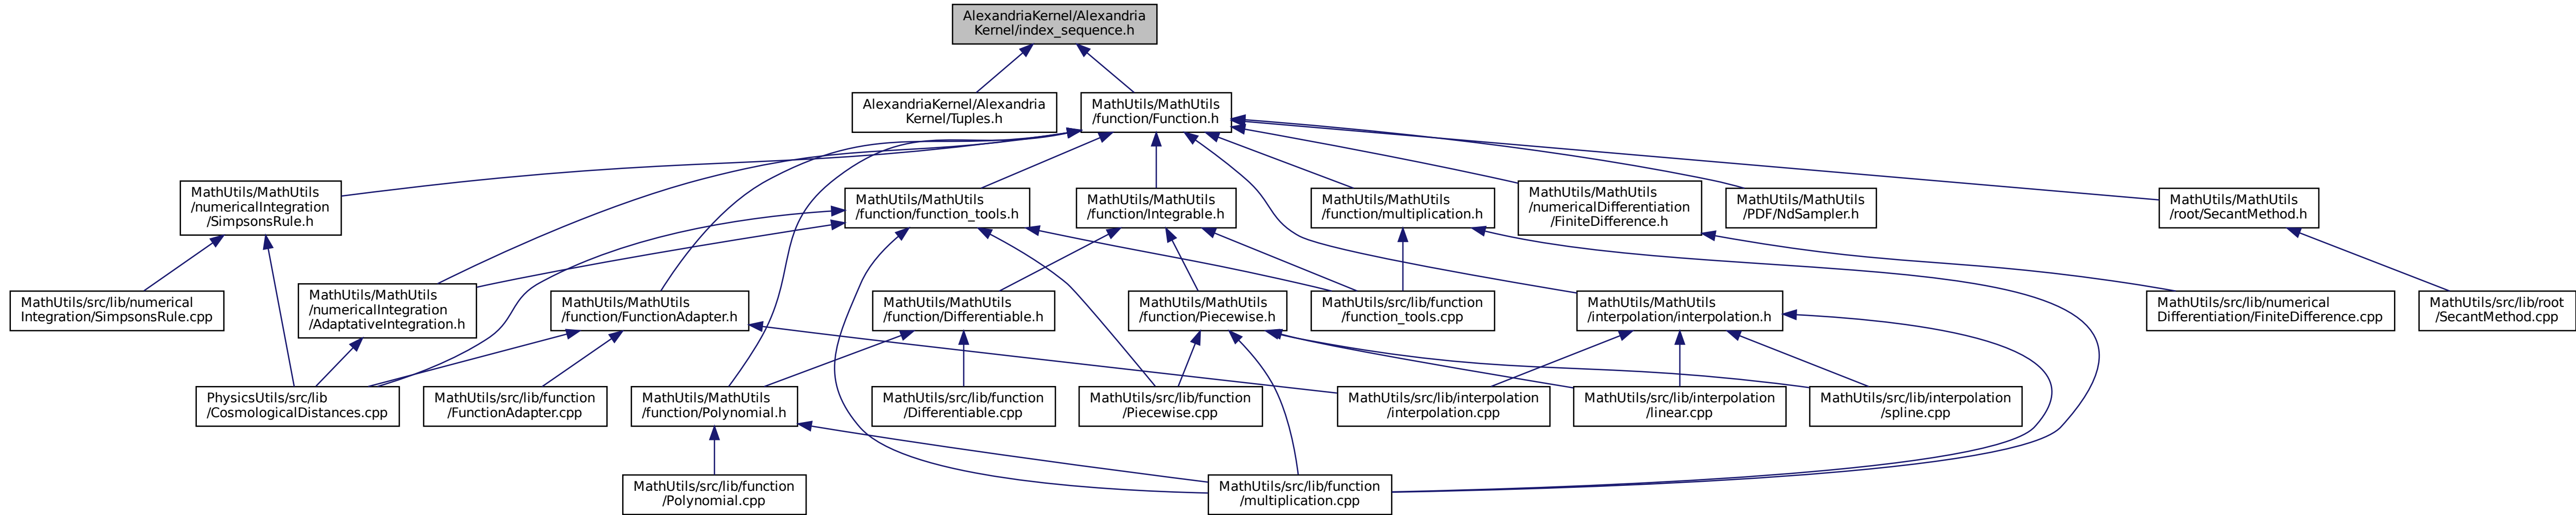 AlexandriaKernel/Alexandria
Kernel/index_sequence.h
AlexandriaKernel/Alexandria
Kernel/Tuples.h
MathUtils/MathUtils
/function/Function.h
MathUtils/MathUtils
/numericalIntegration
/SimpsonsRule.h
MathUtils/MathUtils
/function/function_tools.h
MathUtils/MathUtils
/function/Integrable.h
MathUtils/MathUtils
/function/multiplication.h
MathUtils/MathUtils
/numericalDifferentiation
/FiniteDifference.h
MathUtils/MathUtils
/PDF/NdSampler.h
MathUtils/MathUtils
/root/SecantMethod.h
MathUtils/src/lib/numerical
Integration/SimpsonsRule.cpp
MathUtils/MathUtils
/numericalIntegration
/AdaptativeIntegration.h
MathUtils/MathUtils
/function/FunctionAdapter.h
MathUtils/MathUtils
/function/Differentiable.h
MathUtils/MathUtils
/function/Piecewise.h
MathUtils/src/lib/function
/function_tools.cpp
MathUtils/MathUtils
/interpolation/interpolation.h
MathUtils/src/lib/numerical
Differentiation/FiniteDifference.cpp
MathUtils/src/lib/root
/SecantMethod.cpp
PhysicsUtils/src/lib
/CosmologicalDistances.cpp
MathUtils/src/lib/function
/FunctionAdapter.cpp
MathUtils/MathUtils
/function/Polynomial.h
MathUtils/src/lib/function
/Differentiable.cpp
MathUtils/src/lib/function
/Piecewise.cpp
MathUtils/src/lib/interpolation
/interpolation.cpp
MathUtils/src/lib/interpolation
/linear.cpp
MathUtils/src/lib/interpolation
/spline.cpp
MathUtils/src/lib/function
/Polynomial.cpp
MathUtils/src/lib/function
/multiplication.cpp